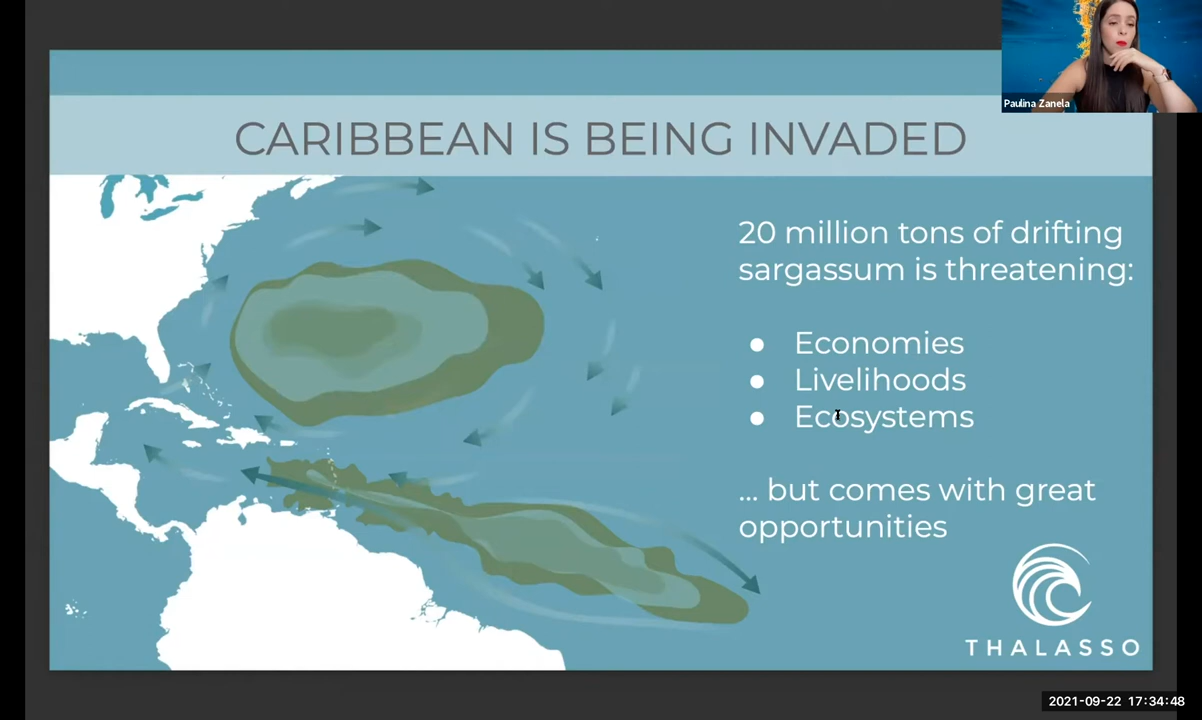 Paulina Zanela
CARIBBEAN IS BEING INVADED
20 million tons of drifting
sargassum is threatening:
● Economies
● Livelihoods
● Ecosystems
... but comes with great
opportunities
THALASSO
2021-09-22 17:34:48